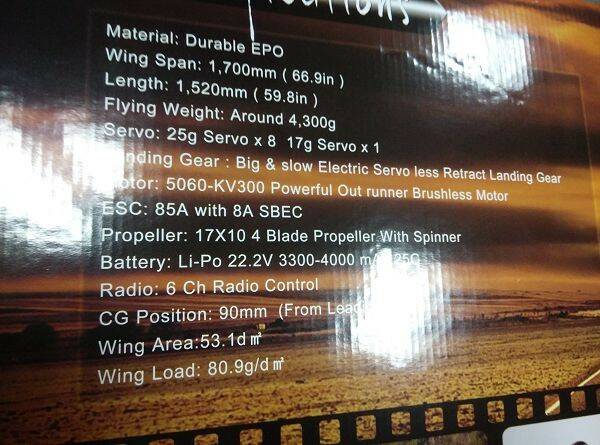 Material: Durable EPO
Wing Span: 1,700mm ( 66.9in )
Length: 1,520mm ( 59.8in )
Flying Weight: Around 4,300g
Servo: 25g Servo x 8 17g Servo x 1
Gear : Big & slow Electric Servo less Retract Landing Gear
5060-KV300 Powerful Out runner Brushless Motor
ESC: 85A with 8A SBEC
Propeller: 17X10 4 Blade Propeller With Spinner
Battery: Li-Po 22.2V 3300-4000 25C
Radio: 6 Ch Radio Control
CG Position: 90mm (From
Wing Area:53.1d㎡
Wing Load: 80.9g/d㎡